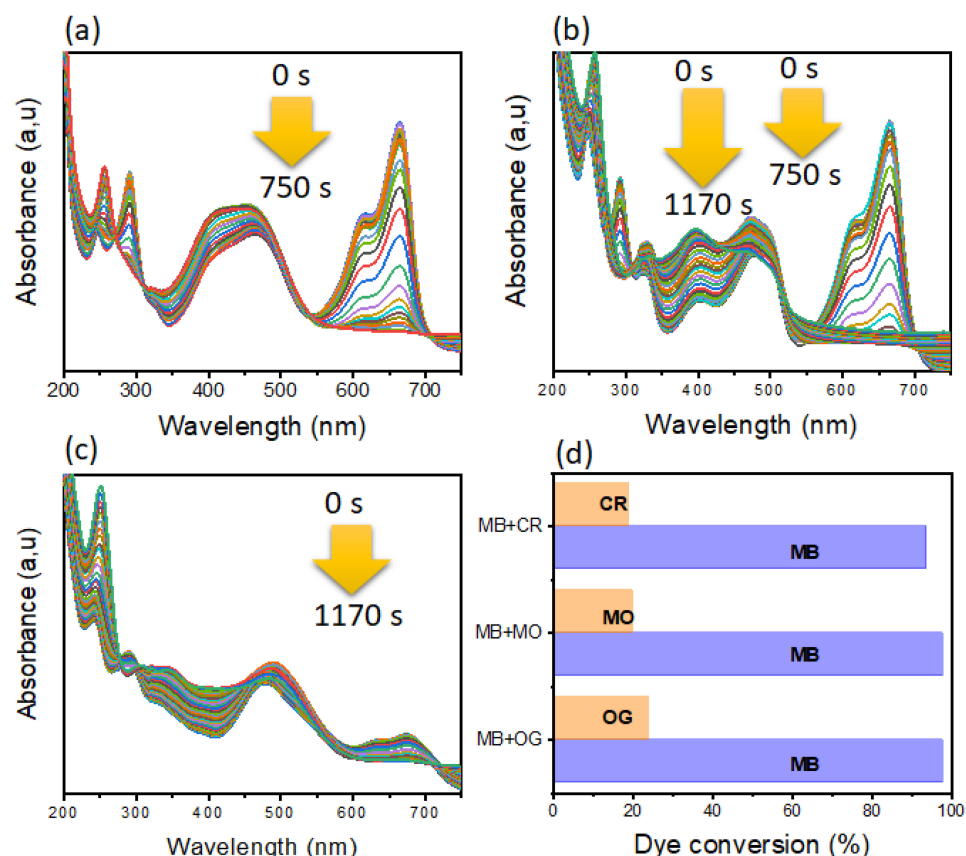 (a)
0 s
750 s
Absorbance (a,u)
200 300 400 500 600 700
Wavelength (nm)
(b)
0 s 0 s
1170 s 750 s
Absorbance (a,u)
200 300 400 500 600 700
Wavelength (nm)
(c)
0 s
1170 s
Absorbance (a,u)
200 300 400 500 600 700
Wavelength (nm)
(d)
MB+CR
CR
MB
MB+MO
MO
MB
MB+OG
OG
MB
0 20 40 60 80 100
Dye conversion (%)